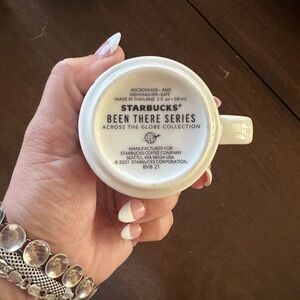 MICROWAVE- AND
DISHWASHER-SAFE.
MADE IN THAILAND. 2 fl oz • 59 mL
STARBUCKS®
BEEN THERE SERIES
ACROSS THE GLOBE COLLECTION
MANUFACTURED FOR:
STARBUCKS COFFEE COMPANY
SEATTLE, WA 98134 USA
© 2021 STARBUCKS CORPORATION.
BVB 21